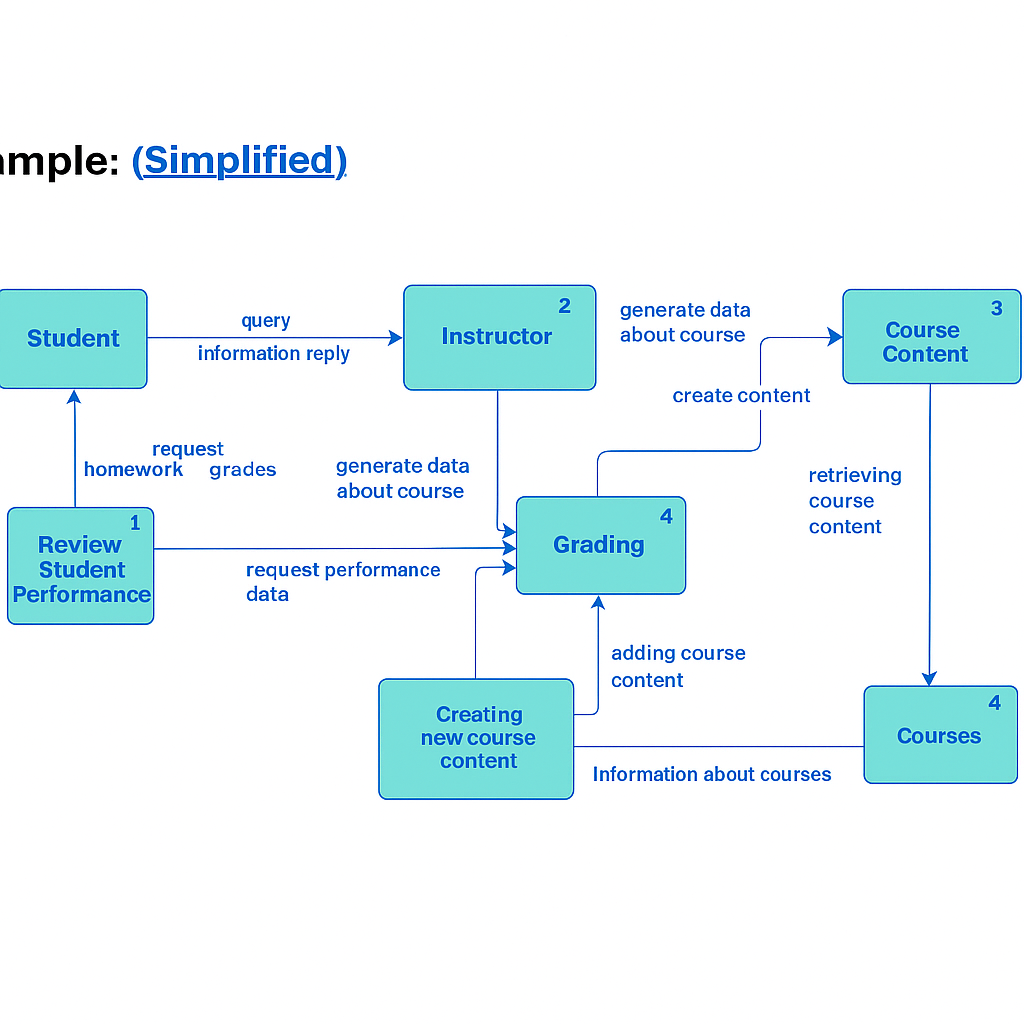 ample: (Simplified)
Student
query
information reply
2
Instructor
generate data
about course
3
Course
Content
create content
request
homework grades
generate data
about course
retrieving
course
content
1
Review
Student
Performance
request performance
data
4
Grading
adding course
content
Creating
new course
content
4
Courses
Information about courses